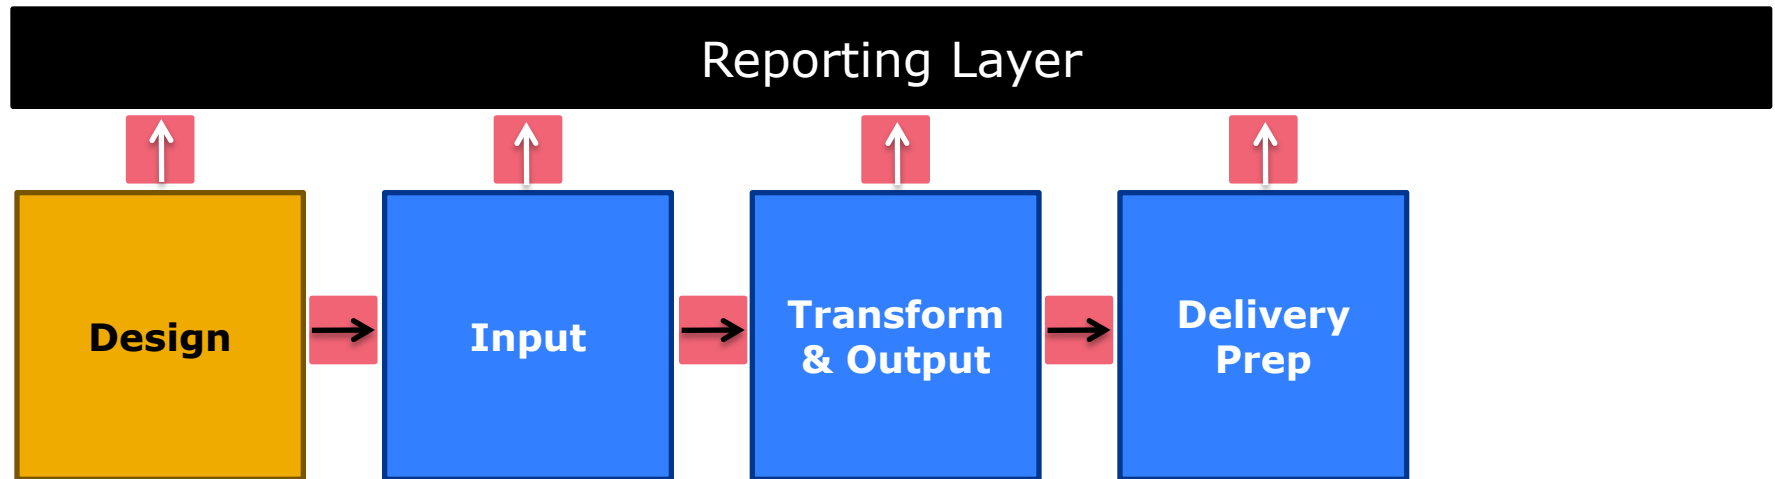 Reporting Layer
Design
Input
Transform
& Output
Delivery
Prep